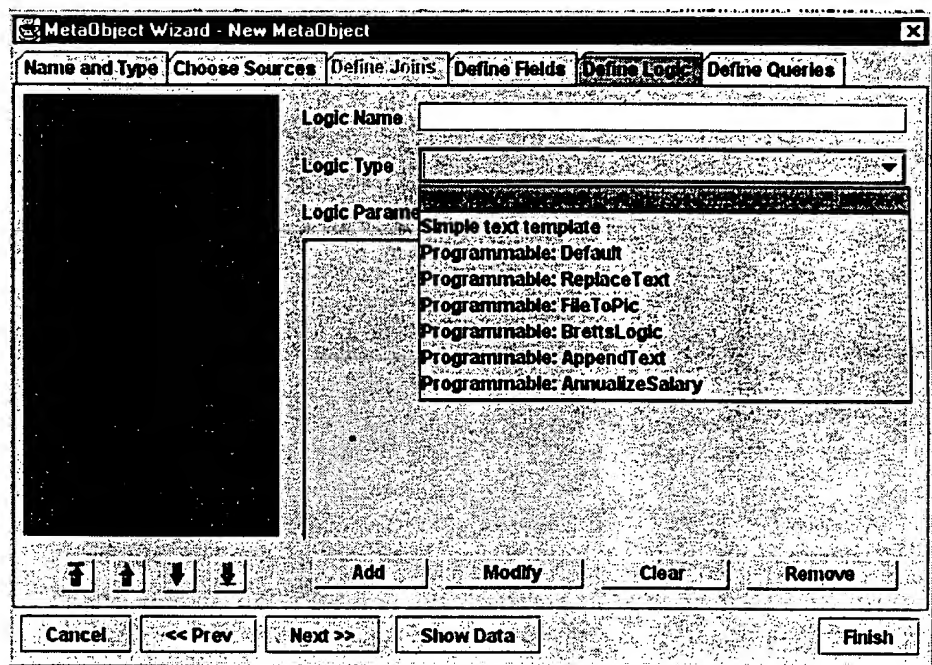 MetaObject Wizard - New MetaObject
Name and Type Choose Sources Define Joins Define Fields Define Logic Define Queries
Logic Name
Logic Type
Logic Parame
Simple text template
Programmable: Default
Programmable: ReplaceText
Programmable: FileToPic
Programmable: BrettsLogic
Programmable: AppendText
Programmable: AnnualizeSalary
Add Modify Clear Remove
Cancel << Prev Next >> Show Data Finish